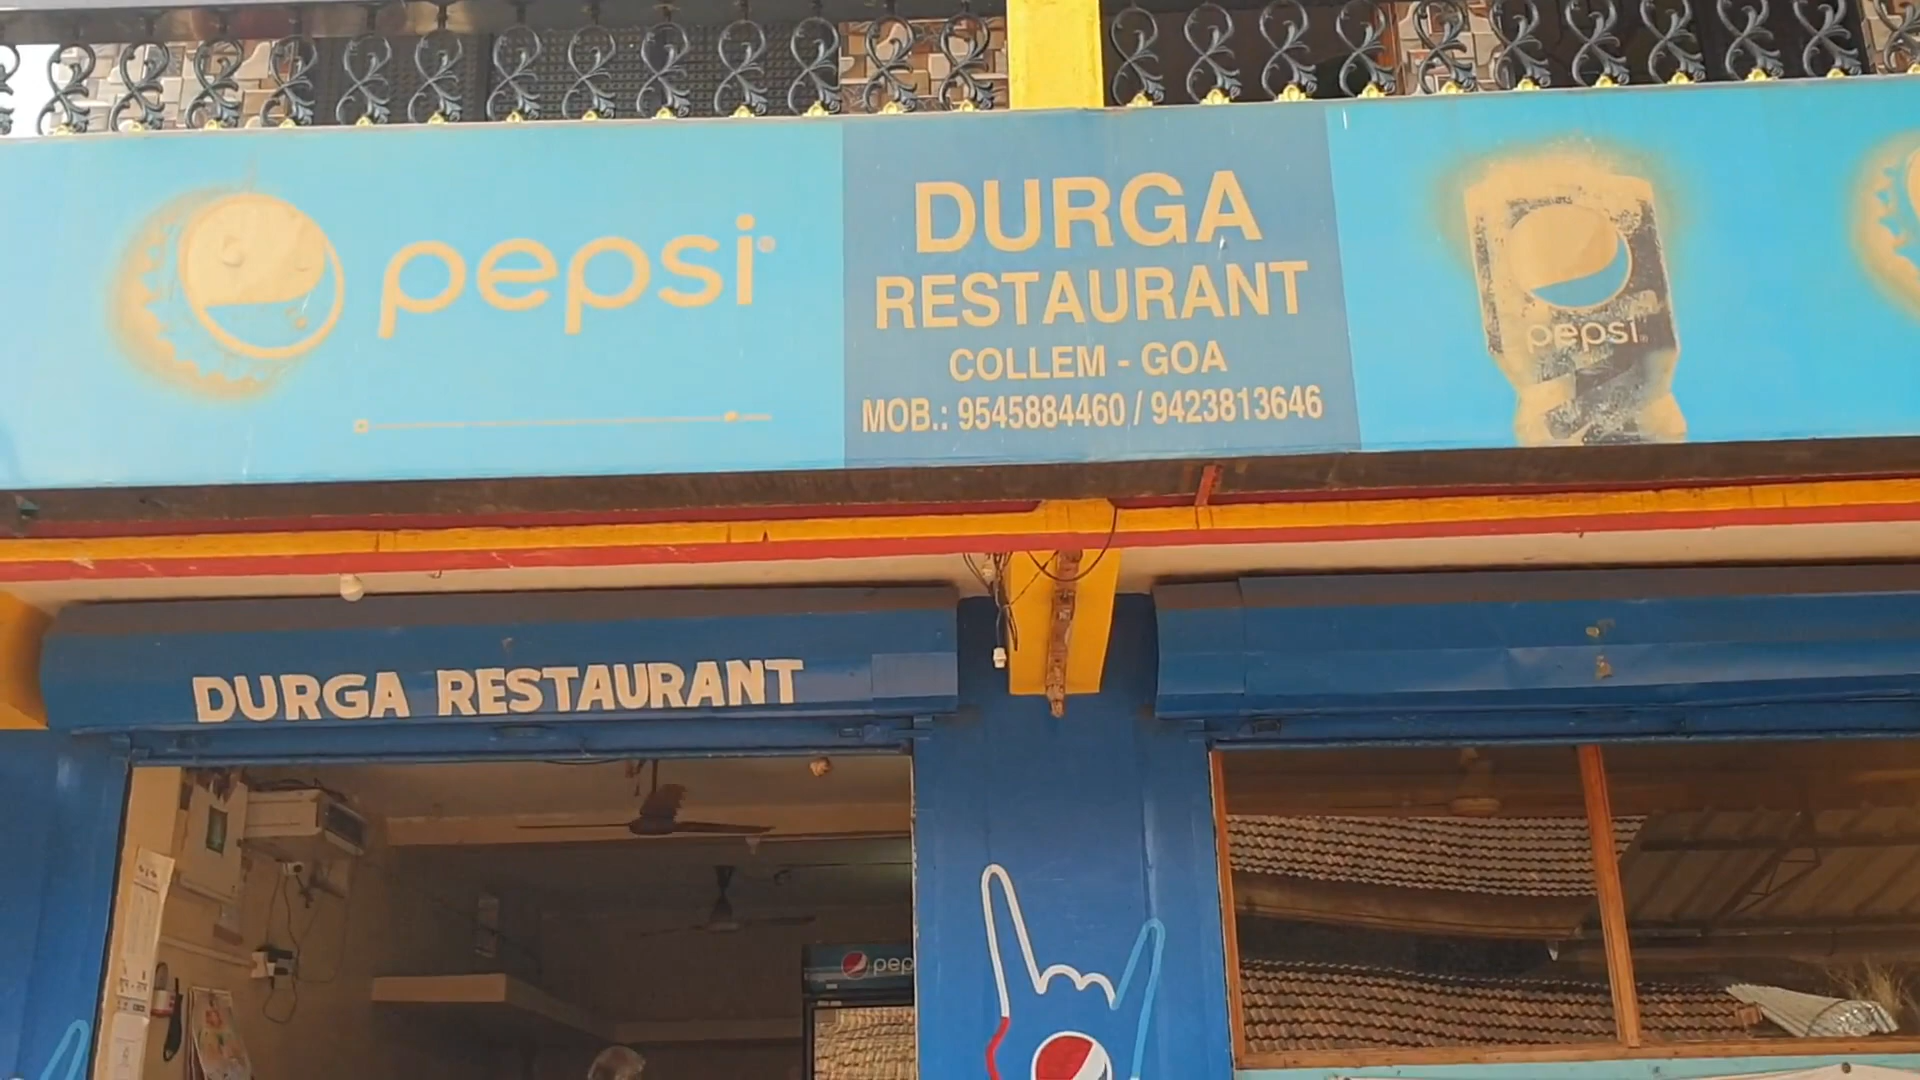 pepsi
DURGA
RESTAURANT
COLLEM - GOA
MOB.: 9545884460 / 9423813646
pepsi
DURGA RESTAURANT
pep